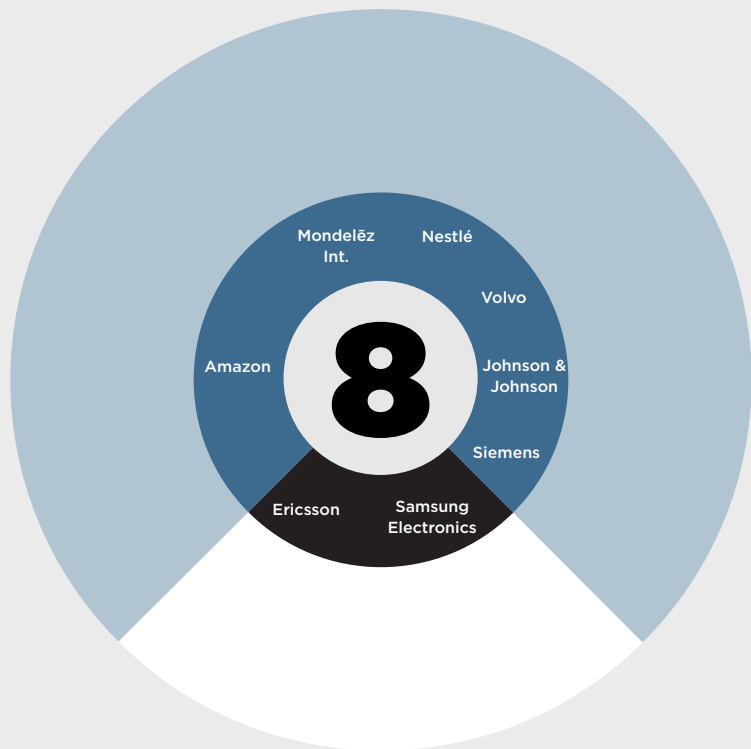 Mondelēz
Int.
Nestlé
Volvo
Amazon
Johnson &
Johnson
8
Siemens
Ericsson
Samsung
Electronics